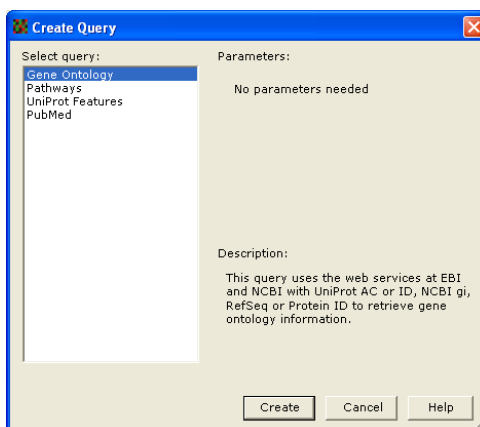 Create Query
Select query:
Gene Ontology
Pathways
UniProt Features
PubMed
Parameters:
No parameters needed
Description:
This query uses the web services at EBI
and NCBI with UniProt AC or ID, NCBI gi,
RefSeq or Protein ID to retrieve gene
ontology information.
Create
Cancel
Help